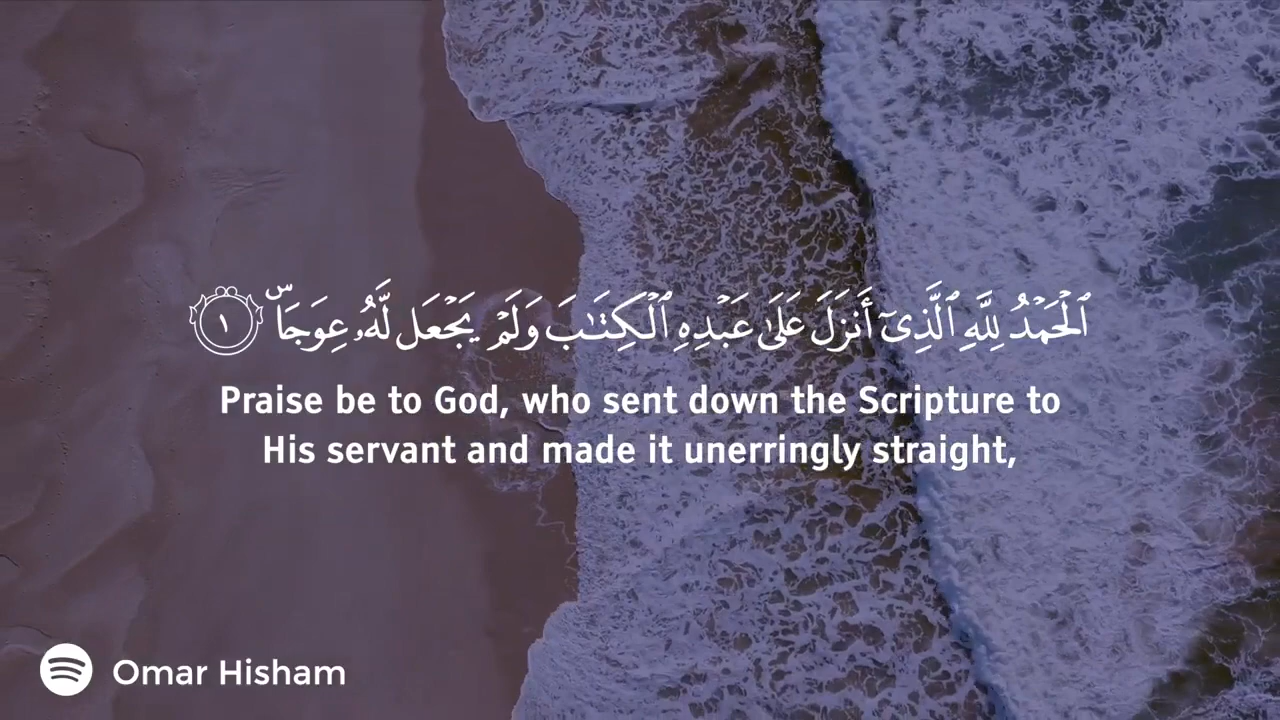 ٱلْحَمْدُ لِلَّهِ ٱلَّذِىٓ أَنزَلَ عَلَىٰ عَبْدِهِ ٱلْكِتَـٰبَ وَلَمْ يَجْعَل لَّهُۥ عِوَجَاۜ ١
Praise be to God, who sent down the Scripture to
His servant and made it unerringly straight,
Omar Hisham